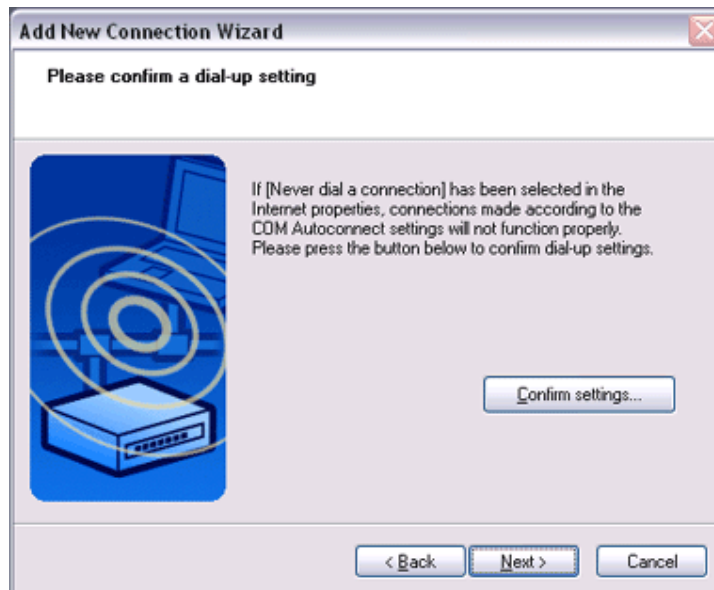 Add New Connection Wizard
Please confirm a dial-up setting
If [Never dial a connection] has been selected in the
Internet properties, connections made according to the
COM Autoconnect settings will not function properly.
Please press the button below to confirm dial-up settings.
Confirm settings...
< Back Next > Cancel